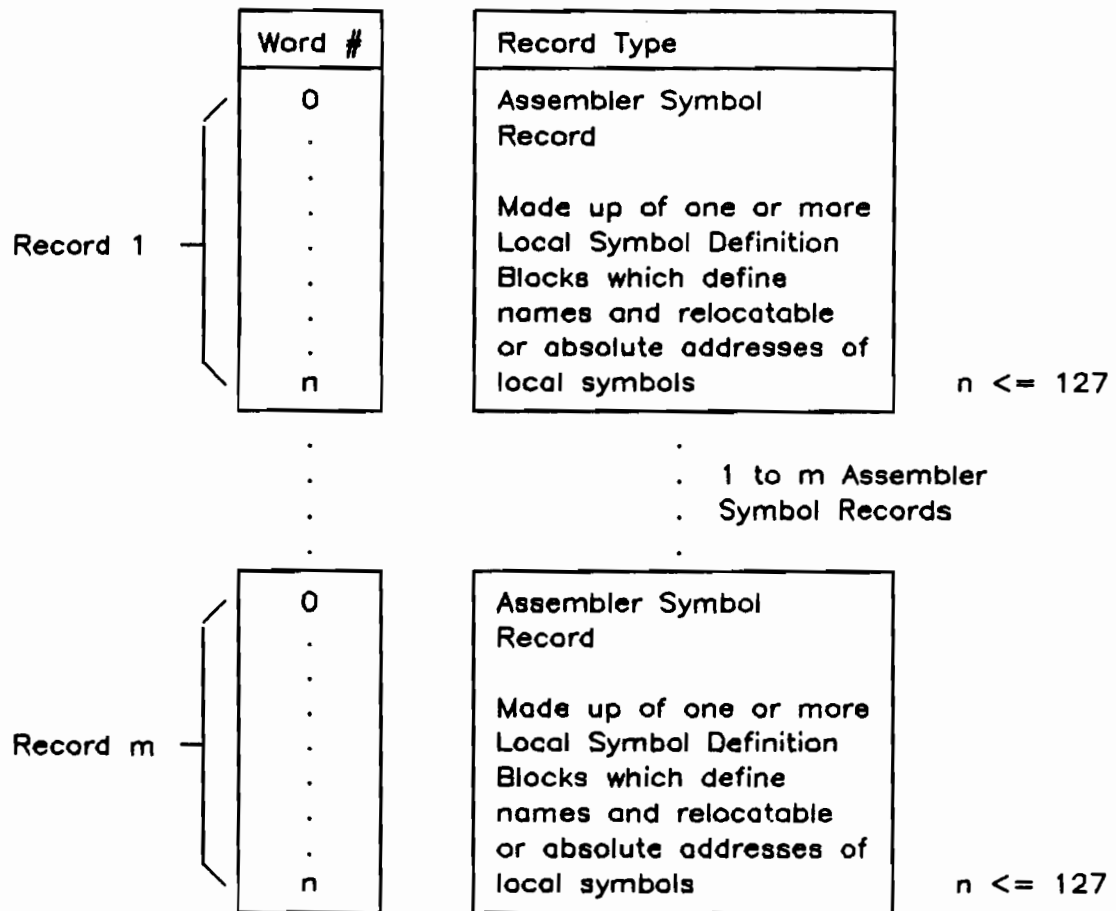 Word #
Record Type
0
Assembler Symbol
Record
Made up of one or more
Local Symbol Definition
Blocks which define
names and relocatable
or absolute addresses of
local symbols
n
Record 1
n <= 127
1 to m Assembler
Symbol Records
0
Assembler Symbol
Record
Made up of one or more
Local Symbol Definition
Blocks which define
names and relocatable
or absolute addresses of
local symbols
n
Record m
n <= 127